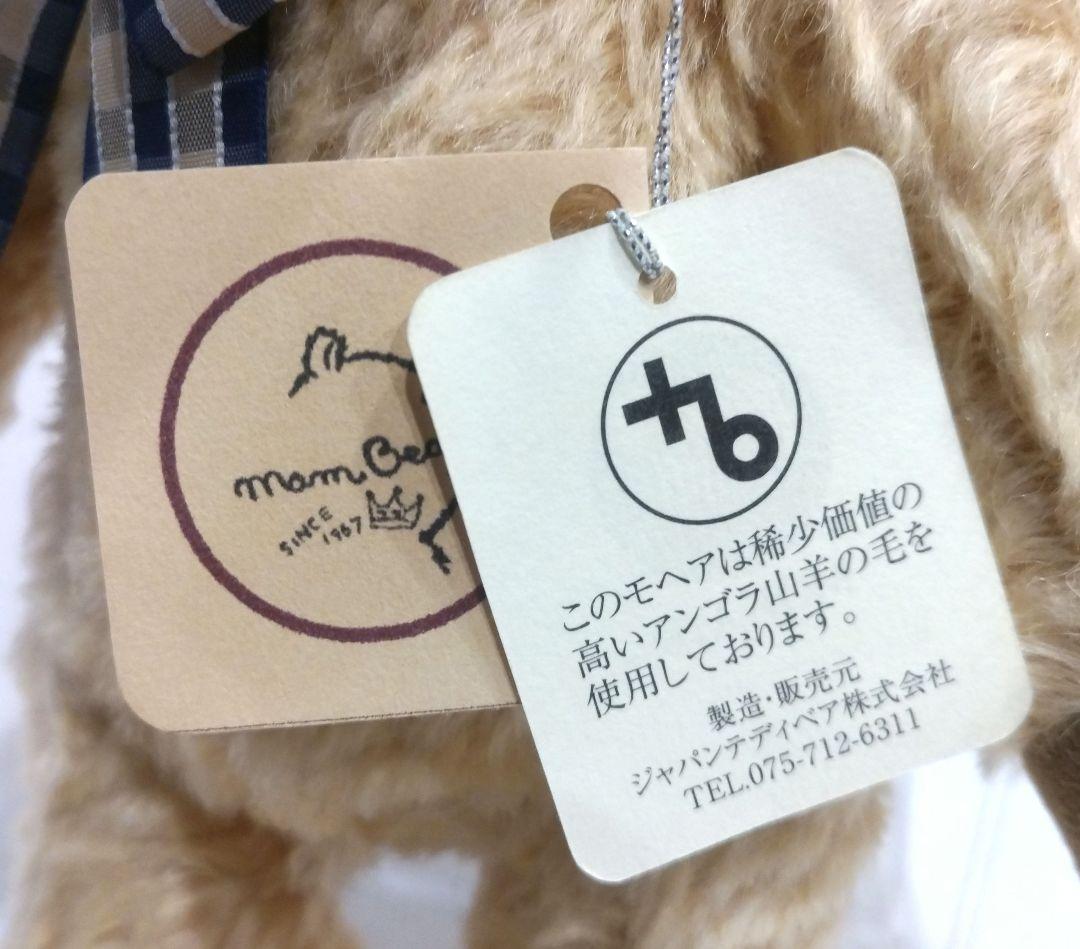 mam Bea
SINCE
1967
このモヘアは稀少価値の
高いアンゴラ山羊の毛を
使用しております。
製造・販売元
ジャパンテディベア株式会社
TEL.075-712-6311